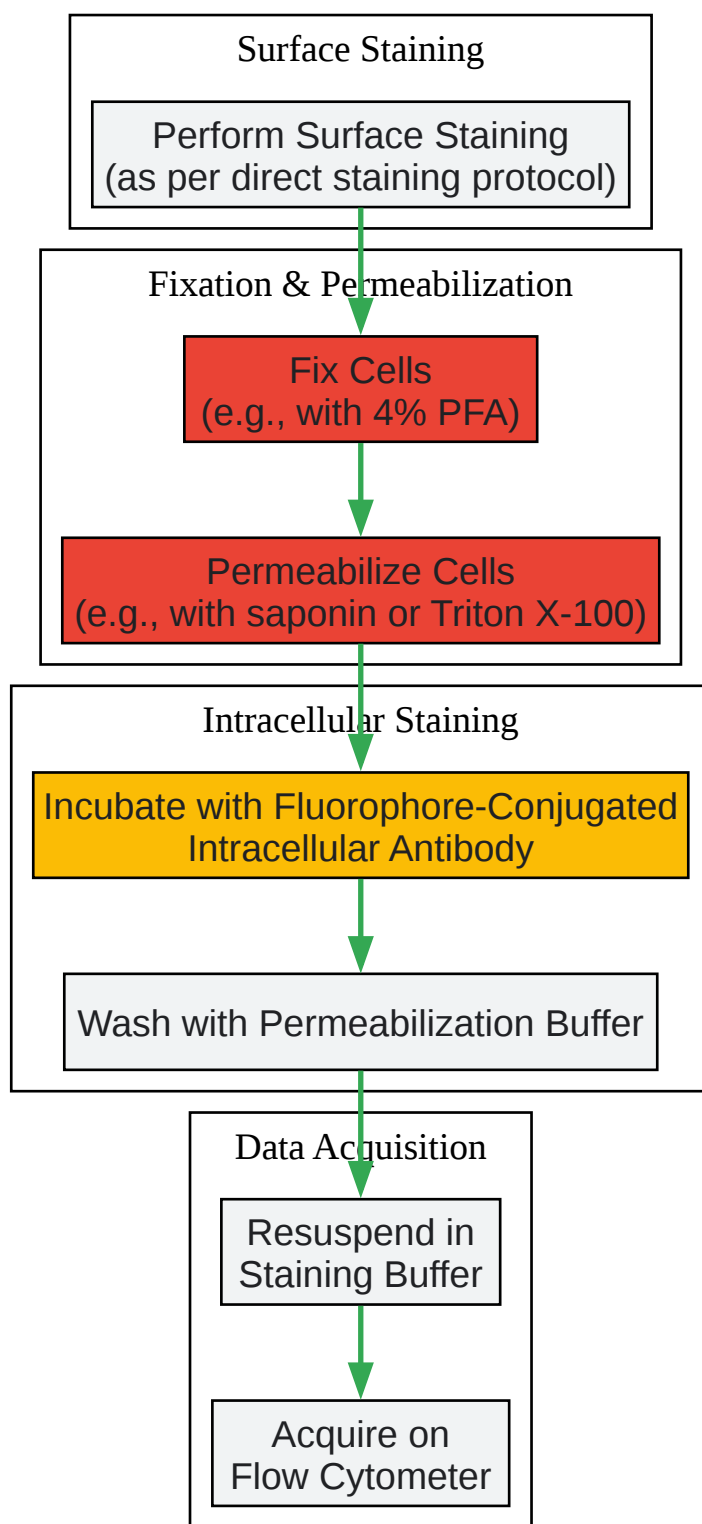 Surface Staining
Perform Surface Staining
(as per direct staining protocol)
Fixation & Permeabilization
Fix Cells
(e.g., with 4% PFA)
Permeabilize Cells
(e.g., with saponin or Triton X-100)
Intracellular Staining
Incubate with Fluorophore-Conjugated
Intracellular Antibody
Wash with Permeabilization Buffer
Data Acquisition
Resuspend in
Staining Buffer
Acquire on
Flow Cytometer